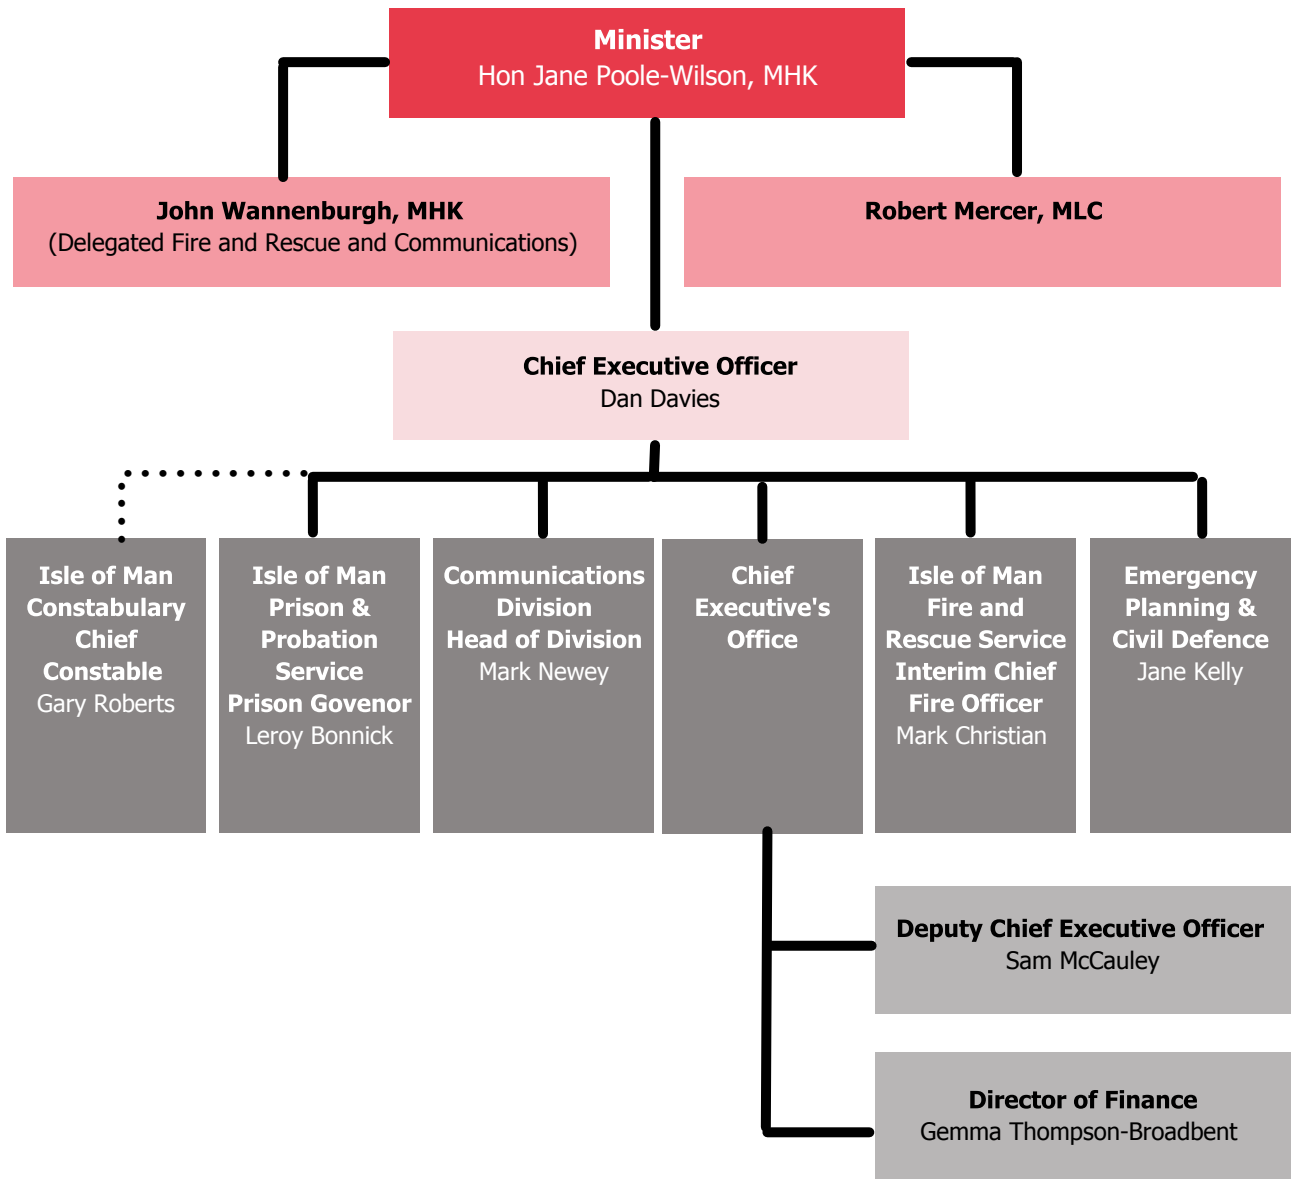 Minister
Hon Jane Poole-Wilson, MHK
John Wannenburgh, MHK
(Delegated Fire and Rescue and Communications)
Robert Mercer, MLC
Chief Executive Officer
Dan Davies
Isle of Man
Constabulary
Chief
Constable
Gary Roberts
Isle of Man
Prison &
Probation
Service
Prison Govenor
Leroy Bonnick
Communications
Division
Head of Division
Mark Newey
Chief
Executive's
Office
Isle of Man
Fire and
Rescue Service
Interim Chief
Fire Officer
Mark Christian
Emergency
Planning &
Civil Defence
Jane Kelly
Deputy Chief Executive Officer
Sam McCauley
Director of Finance
Gemma Thompson-Broadbent